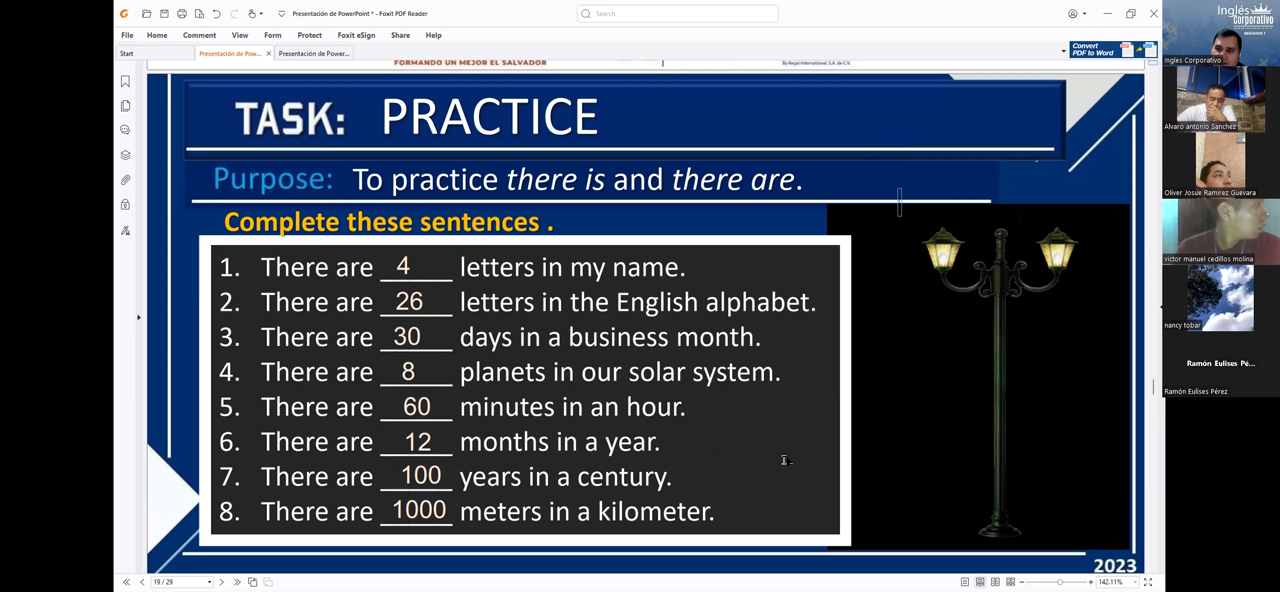 Presentación de PowerPoint * - Foxit PDF Reader
Search
File Home Comment View Form Protect Foxit eSign Share Help
Convert
PDF to Word
Start
Presentación de Pow...
Presentación de Power...
FORMANDO UN MEJOR EL SALVADOR
By Regal International, S.A. de C.V.
TASK: PRACTICE
Purpose: To practice there is and there are.
Complete these sentences .
1. There are 4 letters in my name.
2. There are 26 letters in the English alphabet.
3. There are 30 days in a business month.
4. There are 8 planets in our solar system.
5. There are 60 minutes in an hour.
6. There are 12 months in a year.
7. There are 100 years in a century.
8. There are 1000 meters in a kilometer.
2023
19 / 29
142.11%
Inglés
Corporativo
BEGINNER 1
Ingles Corporativo
Alvaro antonio Sanchez
Oliver Josue Ramirez Guevara
victor manuel cedillos molina
nancy tobar
Ramón Eulises Pé...
Ramón Eulises Pérez